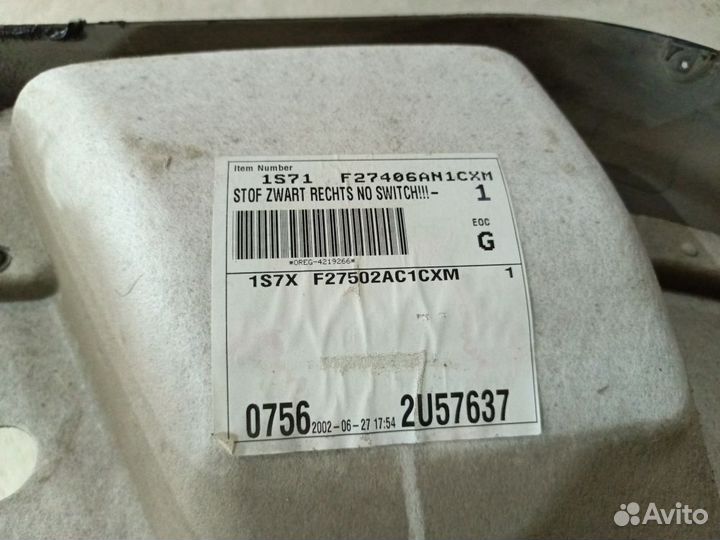 Item Number
1S71 F27406AN1CXM
STOF ZWART RECHTS NO SWITCH!!!- 1
EOC
G
*OREG-4219266*
1S7X F27502AC1CXM 1
0756 2002-06-27 17:54 2U57637
Avito